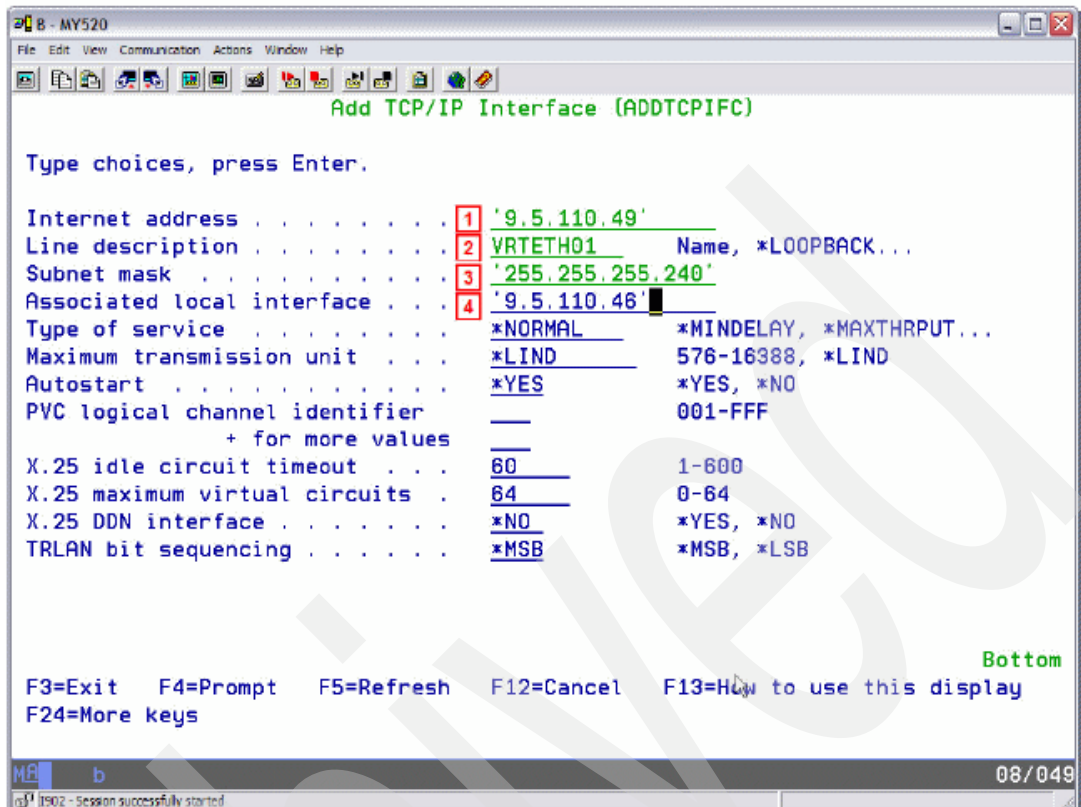 B - MY520
File Edit View Communication Actions Window Help
Add TCP/IP Interface (ADDTCPIFC)
Type choices, press Enter.
Internet address . . . . . . . . 1 '9.5.110.49'
Line description . . . . . . . . 2 VRTETH01 Name, *LOOPBACK...
Subnet mask . . . . . . . . . 3 '255.255.255.240'
Associated local interface . . . 4 '9.5.110.46'
Type of service . . . . . . . . *NORMAL *MINDELAY, *MAXTHRPUT...
Maximum transmission unit . . . *LIND 576-16388, *LIND
Autostart . . . . . . . . . . . *YES *YES, *NO
PVC logical channel identifier 001-FFF
+ for more values
X.25 idle circuit timeout . . . 60 1-600
X.25 maximum virtual circuits . 64 0-64
X.25 DDN interface . . . . . . . *NO *YES, *NO
TRLAN bit sequencing . . . . . . *MSB *MSB, *LSB
Bottom
F3=Exit F4=Prompt F5=Refresh F12=Cancel F13=How to use this display
F24=More keys
MA b 08/049
I902 - Session successfully started